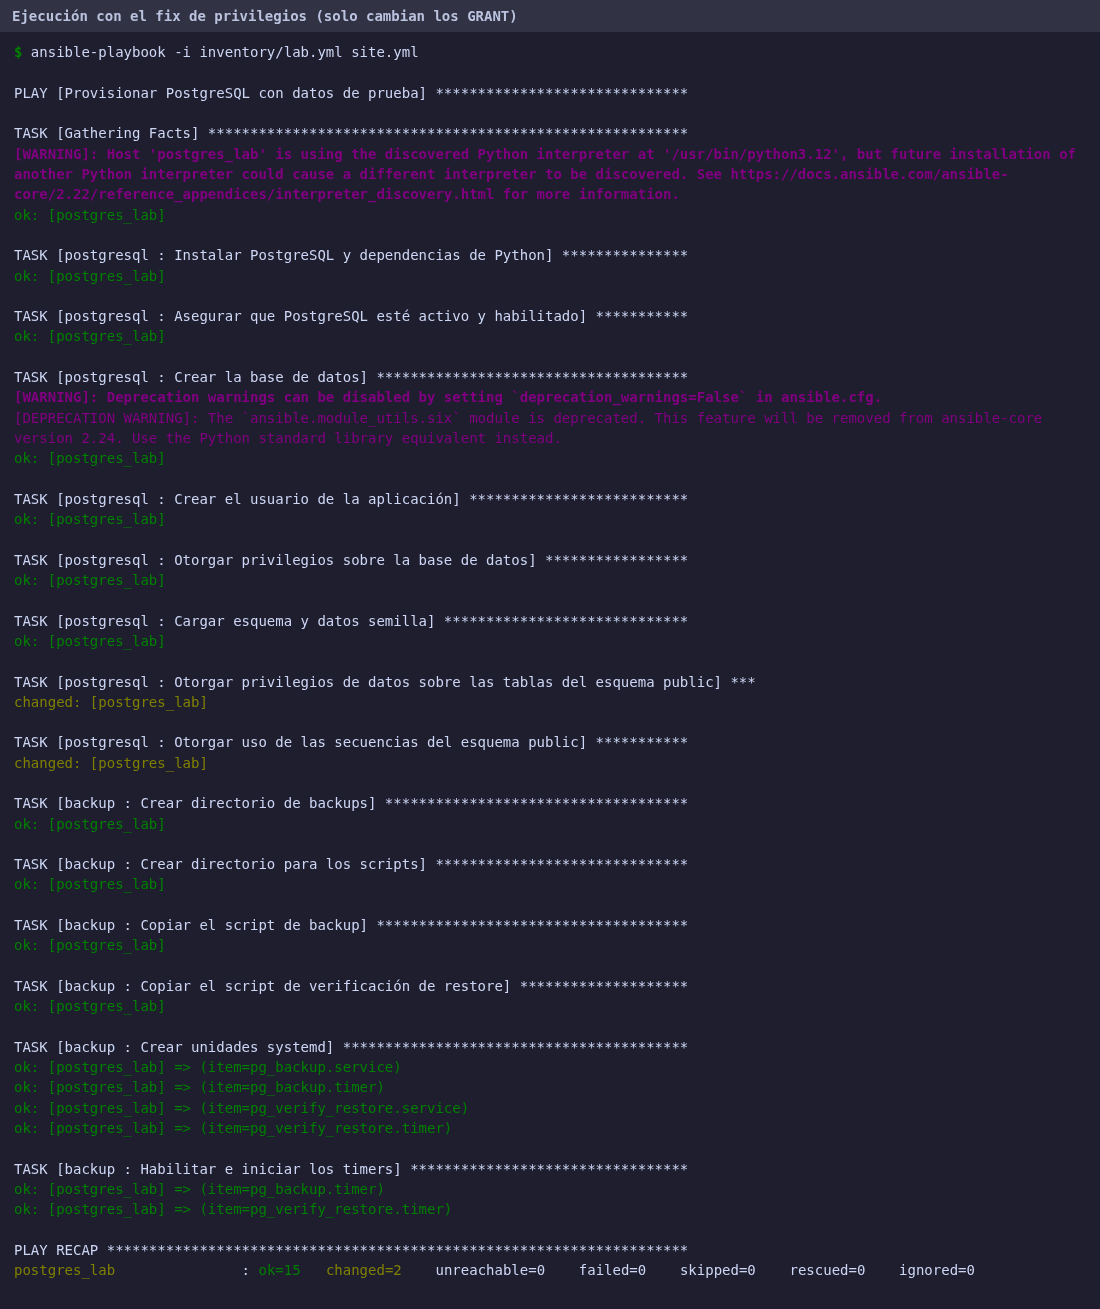 Ejecución con el fix de privilegios (solo cambian los GRANT)
$ ansible-playbook -i inventory/lab.yml site.yml
PLAY [Provisionar PostgreSQL con datos de prueba] ******************************
TASK [Gathering Facts] *********************************************************
[WARNING]: Host 'postgres_lab' is using the discovered Python interpreter at '/usr/bin/python3.12', but future installation of
another Python interpreter could cause a different interpreter to be discovered. See https://docs.ansible.com/ansible-
core/2.22/reference_appendices/interpreter_discovery.html for more information.
ok: [postgres_lab]
TASK [postgresql : Instalar PostgreSQL y dependencias de Python] ***************
ok: [postgres_lab]
TASK [postgresql : Asegurar que PostgreSQL esté activo y habilitado] ***********
ok: [postgres_lab]
TASK [postgresql : Crear la base de datos] *************************************
[WARNING]: Deprecation warnings can be disabled by setting `deprecation_warnings=False` in ansible.cfg.
[DEPRECATION WARNING]: The `ansible.module_utils.six` module is deprecated. This feature will be removed from ansible-core
version 2.24. Use the Python standard library equivalent instead.
ok: [postgres_lab]
TASK [postgresql : Crear el usuario de la aplicación] **************************
ok: [postgres_lab]
TASK [postgresql : Otorgar privilegios sobre la base de datos] *****************
ok: [postgres_lab]
TASK [postgresql : Cargar esquema y datos semilla] *****************************
ok: [postgres_lab]
TASK [postgresql : Otorgar privilegios de datos sobre las tablas del esquema public] ***
changed: [postgres_lab]
TASK [postgresql : Otorgar uso de las secuencias del esquema public] ***********
changed: [postgres_lab]
TASK [backup : Crear directorio de backups] ************************************
ok: [postgres_lab]
TASK [backup : Crear directorio para los scripts] ******************************
ok: [postgres_lab]
TASK [backup : Copiar el script de backup] *************************************
ok: [postgres_lab]
TASK [backup : Copiar el script de verificación de restore] ********************
ok: [postgres_lab]
TASK [backup : Crear unidades systemd] *****************************************
ok: [postgres_lab] => (item=pg_backup.service)
ok: [postgres_lab] => (item=pg_backup.timer)
ok: [postgres_lab] => (item=pg_verify_restore.service)
ok: [postgres_lab] => (item=pg_verify_restore.timer)
TASK [backup : Habilitar e iniciar los timers] *********************************
ok: [postgres_lab] => (item=pg_backup.timer)
ok: [postgres_lab] => (item=pg_verify_restore.timer)
PLAY RECAP *********************************************************************
postgres_lab               : ok=15   changed=2    unreachable=0    failed=0    skipped=0    rescued=0    ignored=0